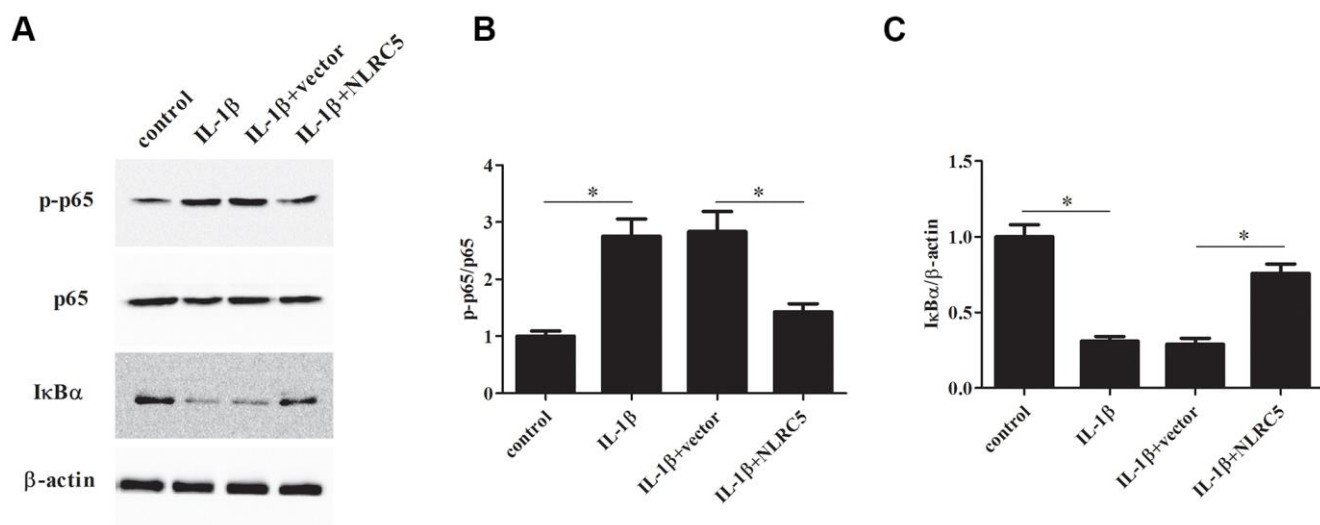 A
control
IL-1β
IL-1β+vector
IL-1β+NLRC5
p-p65
p65
IκBα
β-actin
B
p-p65/p65
4
3
2
1
0
*
*
control
IL-1β
IL-1β+vector
IL-1β+NLRC5
C
IκBα/β-actin
1.5
1.0
0.5
0.0
*
*
control
IL-1β
IL-1β+vector
IL-1β+NLRC5